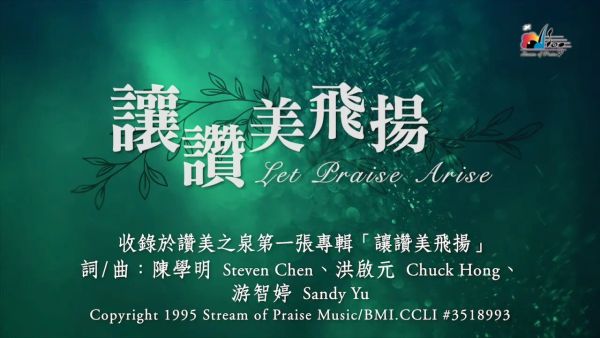 Stream of Praise
讓讚美飛揚
Let Praise Arise
收錄於讚美之泉第一張專輯「讓讚美飛揚」
詞/曲：陳學明 Steven Chen、洪啟元 Chuck Hong、
游智婷 Sandy Yu
Copyright 1995 Stream of Praise Music/BMI.CCLI #3518993